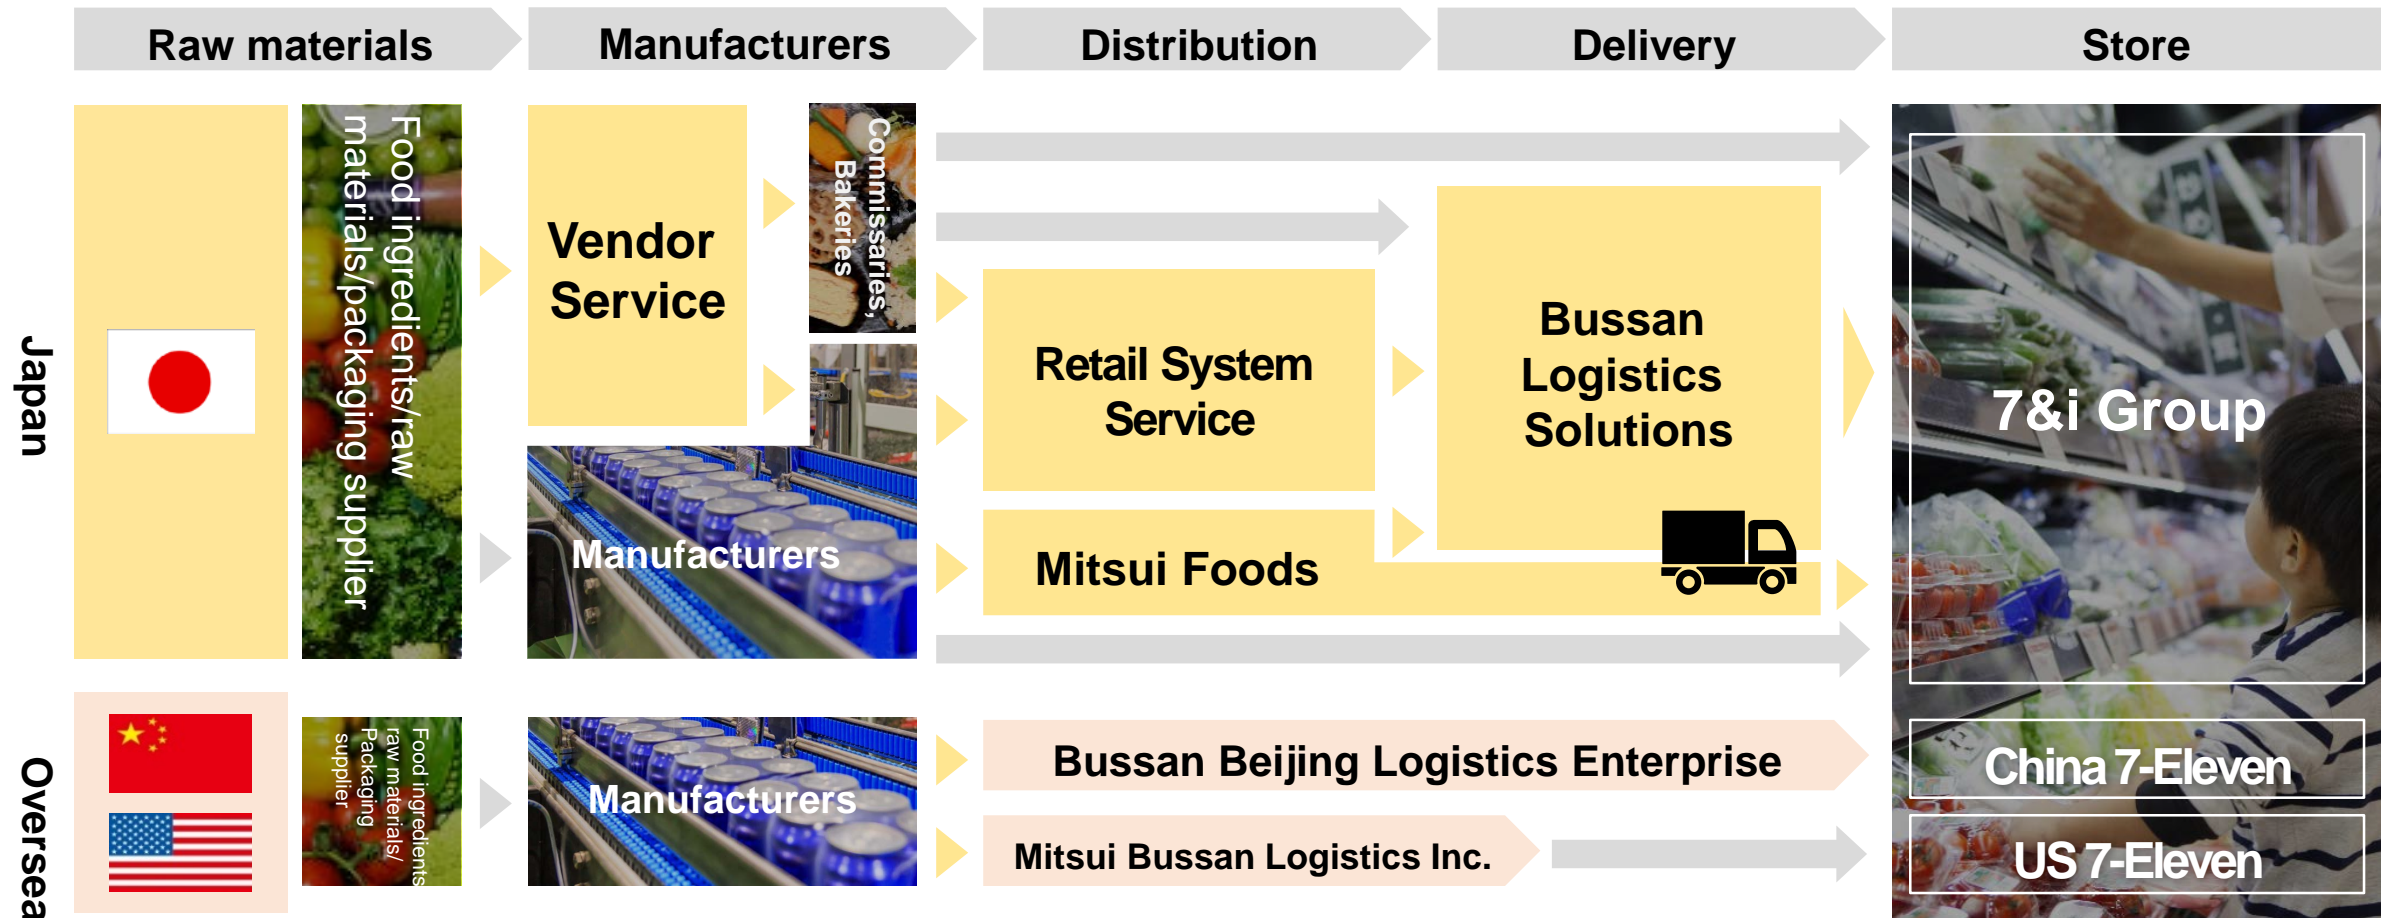 Raw materials
Manufacturers
Distribution
Delivery
Store
Japan
Food ingredients/raw
materials/packaging supplier
Vendor
Service
Commissaries,
Bakeries
Manufacturers
Retail System
Service
Mitsui Foods
Bussan
Logistics
Solutions
7&i Group
Oversea
Food ingredients
raw materials/
Packaging
supplier
Manufacturers
Bussan Beijing Logistics Enterprise
Mitsui Bussan Logistics Inc.
China 7-Eleven
US 7-Eleven